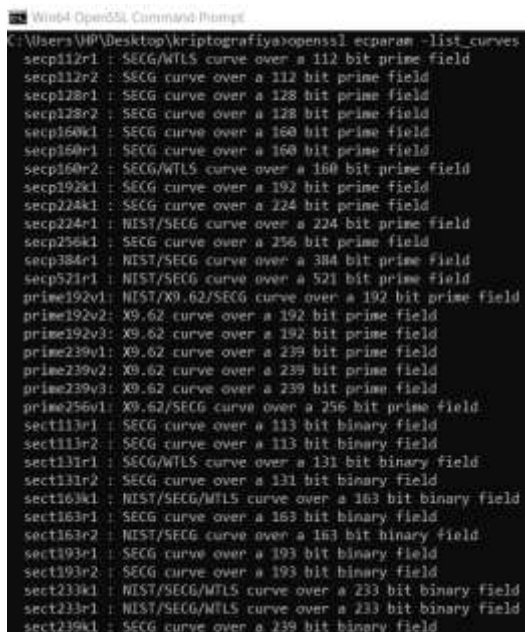 Win64 OpenSSL Command Prompt
C:\Users\HP\Desktop\kriptografiya>openssl ecparam -list_curves
secp112r1 : SECG/WTLS curve over a 112 bit prime field
secp112r2 : SECG curve over a 112 bit prime field
secp128r1 : SECG curve over a 128 bit prime field
secp128r2 : SECG curve over a 128 bit prime field
secp160k1 : SECG curve over a 160 bit prime field
secp160r1 : SECG curve over a 160 bit prime field
secp160r2 : SECG/WTLS curve over a 160 bit prime field
secp192k1 : SECG curve over a 192 bit prime field
secp224k1 : SECG curve over a 224 bit prime field
secp224r1 : NIST/SECG curve over a 224 bit prime field
secp256k1 : SECG curve over a 256 bit prime field
secp384r1 : NIST/SECG curve over a 384 bit prime field
secp521r1 : NIST/SECG curve over a 521 bit prime field
prime192v1: NIST/X9.62/SECG curve over a 192 bit prime field
prime192v2: X9.62 curve over a 192 bit prime field
prime192v3: X9.62 curve over a 192 bit prime field
prime239v1: X9.62 curve over a 239 bit prime field
prime239v2: X9.62 curve over a 239 bit prime field
prime239v3: X9.62 curve over a 239 bit prime field
prime256v1: X9.62/SECG curve over a 256 bit prime field
sect113r1 : SECG curve over a 113 bit binary field
sect113r2 : SECG curve over a 113 bit binary field
sect131r1 : SECG/WTLS curve over a 131 bit binary field
sect131r2 : SECG curve over a 131 bit binary field
sect163k1 : NIST/SECG/WTLS curve over a 163 bit binary field
sect163r1 : SECG curve over a 163 bit binary field
sect163r2 : NIST/SECG curve over a 163 bit binary field
sect193r1 : SECG curve over a 193 bit binary field
sect193r2 : SECG curve over a 193 bit binary field
sect233k1 : NIST/SECG/WTLS curve over a 233 bit binary field
sect233r1 : NIST/SECG/WTLS curve over a 233 bit binary field
sect239k1 : SECG curve over a 239 bit binary field